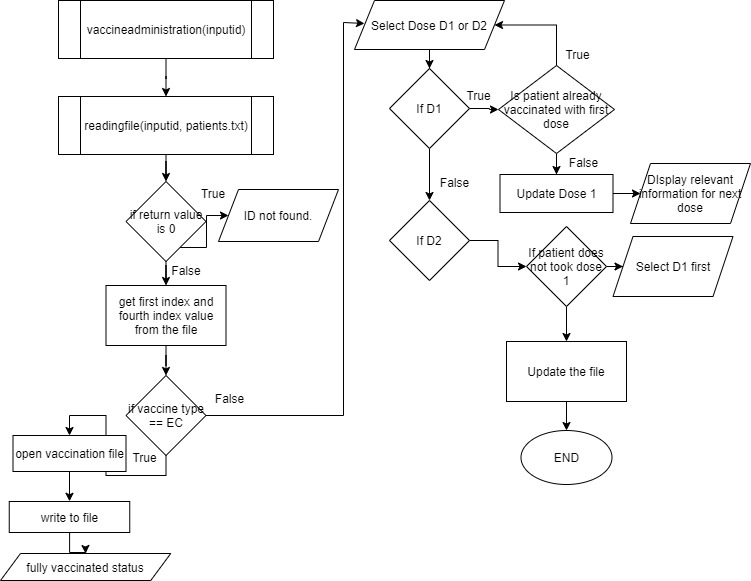 vaccineadministration(inputid)
readingfile(inputid, patients.txt)
if return value
is 0
True
ID not found.
False
get first index and
fourth index value
from the file
if vaccine type
== EC
False
True
open vaccination file
write to file
fully vaccinated status
Select Dose D1 or D2
If D1
True
Is patient already
vaccinated with first
dose
True
False
False
Update Dose 1
DIsplay relevant
information for next
dose
If D2
If patient does
not took dose
1
Select D1 first
Update the file
END